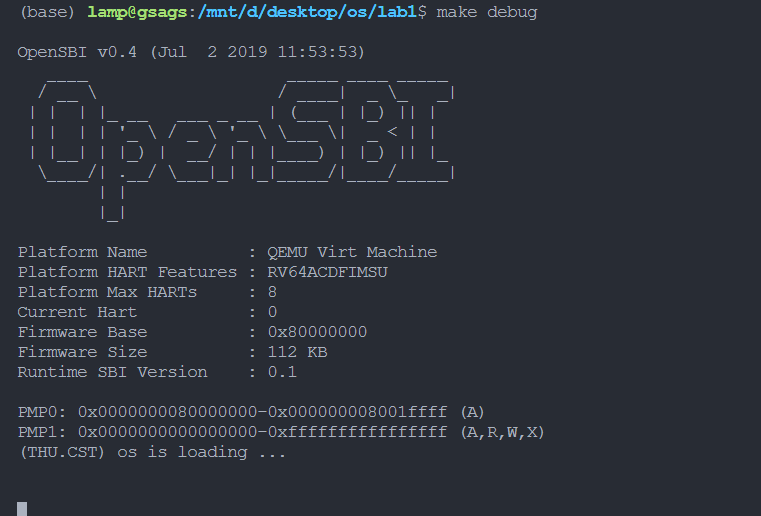 (base) lamp@gsags:/mnt/d/desktop/os/lab1$ make debug
OpenSBI v0.4 (Jul  2 2019 11:53:53)
OpenSBI
Platform Name          : QEMU Virt Machine
Platform HART Features : RV64ACDFIMSU
Platform Max HARTs     : 8
Current Hart           : 0
Firmware Base          : 0x80000000
Firmware Size          : 112 KB
Runtime SBI Version    : 0.1
PMP0: 0x0000000080000000-0x000000008001ffff (A)
PMP1: 0x0000000000000000-0xffffffffffffffff (A,R,W,X)
(THU.CST) os is loading ...